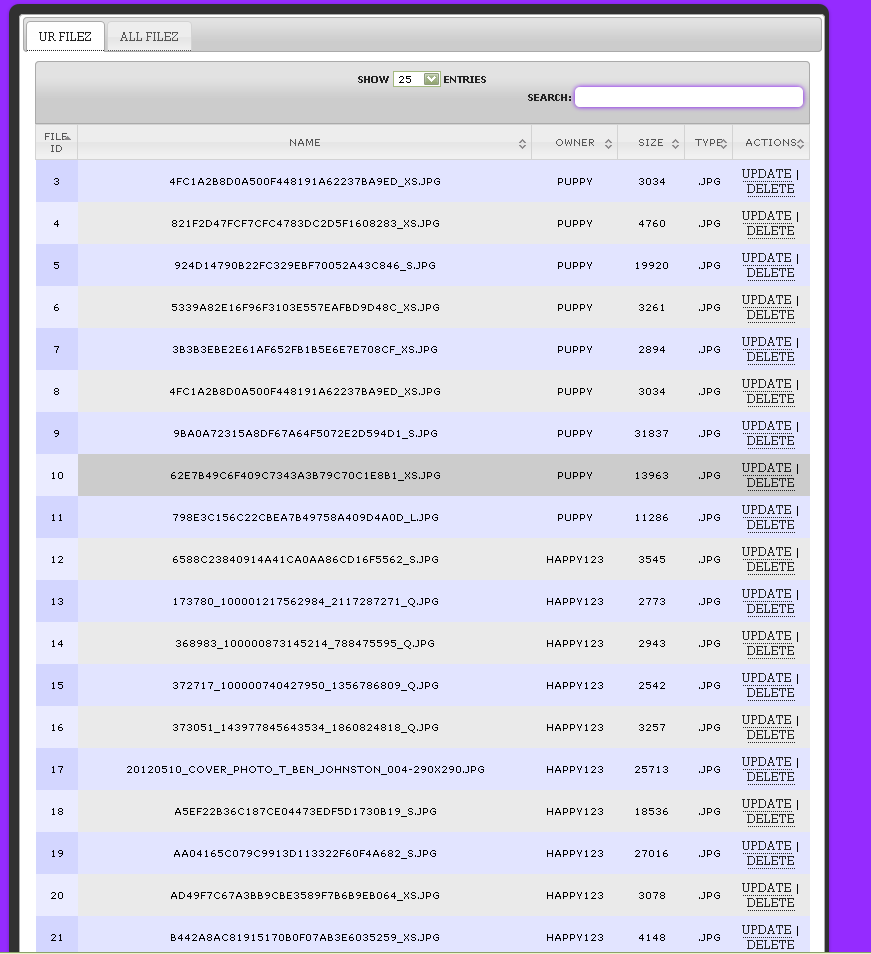 UR FILEZ ALL FILEZ
SHOW 25 ENTRIES
SEARCH:
FILE ID NAME OWNER SIZE TYPE ACTIONS
3 4FC1A2B8D0A500F448191A62237BA9ED_XS.JPG PUPPY 3034 .JPG UPDATE | DELETE
4 821F2D47FCF7CFC4783DC2D5F1608283_XS.JPG PUPPY 4760 .JPG UPDATE | DELETE
5 924D14790B22FC329EBF70052A43C846_S.JPG PUPPY 19920 .JPG UPDATE | DELETE
6 5339A82E16F96F3103E557EAFBD9D48C_XS.JPG PUPPY 3261 .JPG UPDATE | DELETE
7 3B3B3EBE2E61AF652FB1B5E6E7E708CF_XS.JPG PUPPY 2894 .JPG UPDATE | DELETE
8 4FC1A2B8D0A500F448191A62237BA9ED_XS.JPG PUPPY 3034 .JPG UPDATE | DELETE
9 9BA0A72315A8DF67A64F5072E2D594D1_S.JPG PUPPY 31837 .JPG UPDATE | DELETE
10 62E7B49C6F409C7343A3B79C70C1E8B1_XS.JPG PUPPY 13963 .JPG UPDATE | DELETE
11 798E3C156C22CBEA7B49758A409D4A0D_L.JPG PUPPY 11286 .JPG UPDATE | DELETE
12 6588C23840914A41CA0AA86CD16F5562_S.JPG HAPPY123 3545 .JPG UPDATE | DELETE
13 173780_100001217562984_2117287271_Q.JPG HAPPY123 2773 .JPG UPDATE | DELETE
14 368983_100000873145214_788475595_Q.JPG HAPPY123 2943 .JPG UPDATE | DELETE
15 372717_100000740427950_1356786809_Q.JPG HAPPY123 2542 .JPG UPDATE | DELETE
16 373051_143977845643534_1860824818_Q.JPG HAPPY123 3257 .JPG UPDATE | DELETE
17 20120510_COVER_PHOTO_T_BEN_JOHNSTON_004-290X290.JPG HAPPY123 25713 .JPG UPDATE | DELETE
18 A5EF22B36C187CE04473EDF5D1730B19_S.JPG HAPPY123 18536 .JPG UPDATE | DELETE
19 AA04165C079C9913D113322F60F4A682_S.JPG HAPPY123 27016 .JPG UPDATE | DELETE
20 AD49F7C67A3BB9CBE3589F7B6B9EB064_XS.JPG HAPPY123 3078 .JPG UPDATE | DELETE
21 B442A8AC81915170B0F07AB3E6035259_XS.JPG HAPPY123 4148 .JPG UPDATE | DELETE